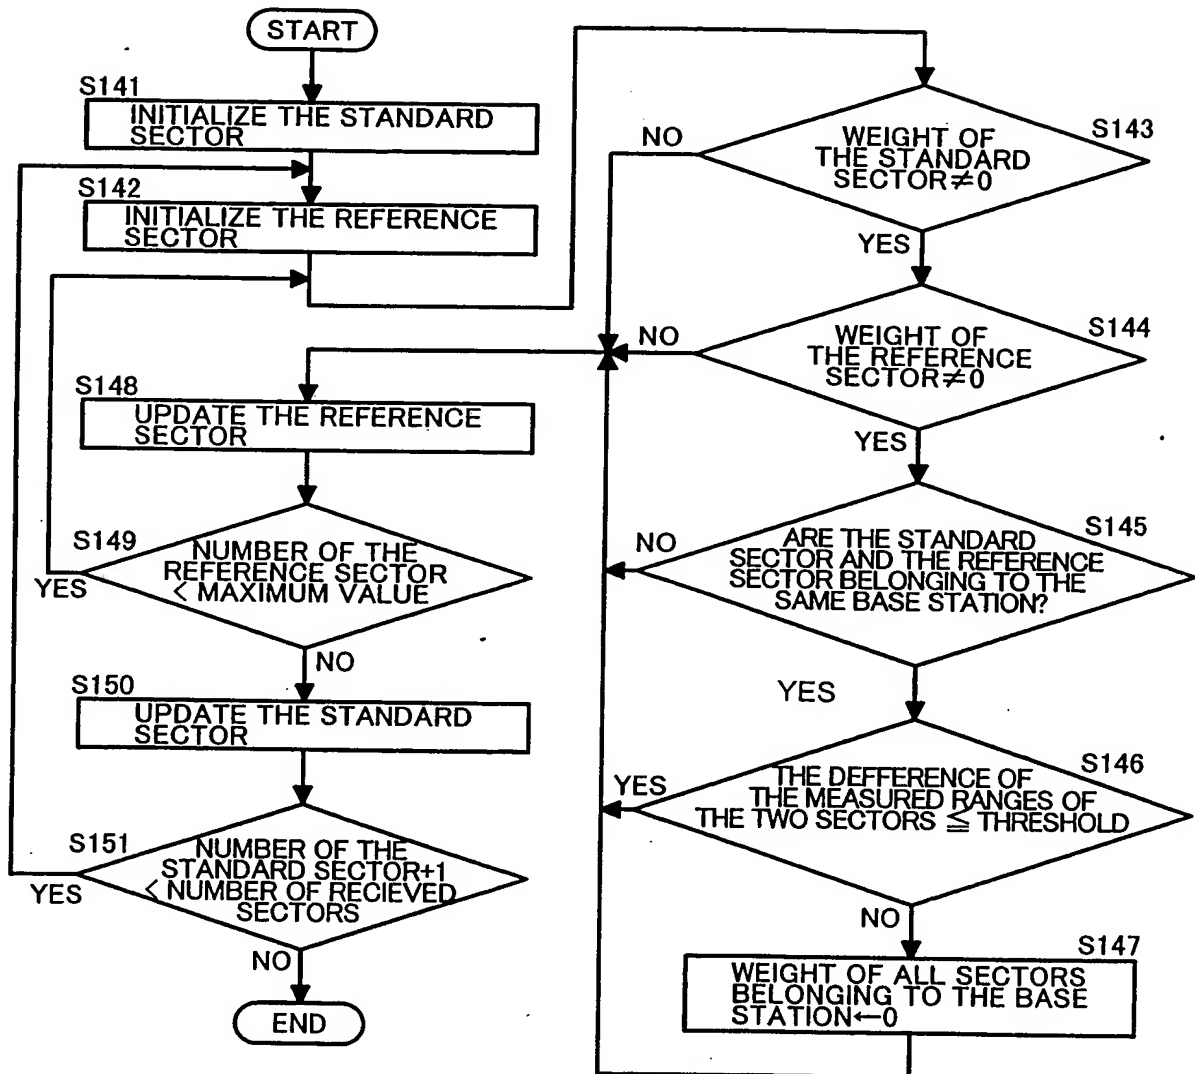 START
S141
INITIALIZE THE STANDARD
SECTOR
S142
INITIALIZE THE REFERENCE
SECTOR
S143
WEIGHT OF
THE STANDARD
SECTOR≠0
NO
YES
S144
WEIGHT OF
THE REFERENCE
SECTOR≠0
NO
YES
S145
ARE THE STANDARD
SECTOR AND THE REFERENCE
SECTOR BELONGING TO THE
SAME BASE STATION?
NO
YES
S146
THE DEFFERENCE OF
THE MEASURED RANGES OF
THE TWO SECTORS ≦ THRESHOLD
YES
NO
S147
WEIGHT OF ALL SECTORS
BELONGING TO THE BASE
STATION←0
S148
UPDATE THE REFERENCE
SECTOR
S149
NUMBER OF THE
REFERENCE SECTOR
< MAXIMUM VALUE
YES
NO
S150
UPDATE THE STANDARD
SECTOR
S151
NUMBER OF THE
STANDARD SECTOR+1
< NUMBER OF RECIEVED
SECTORS
YES
NO
END